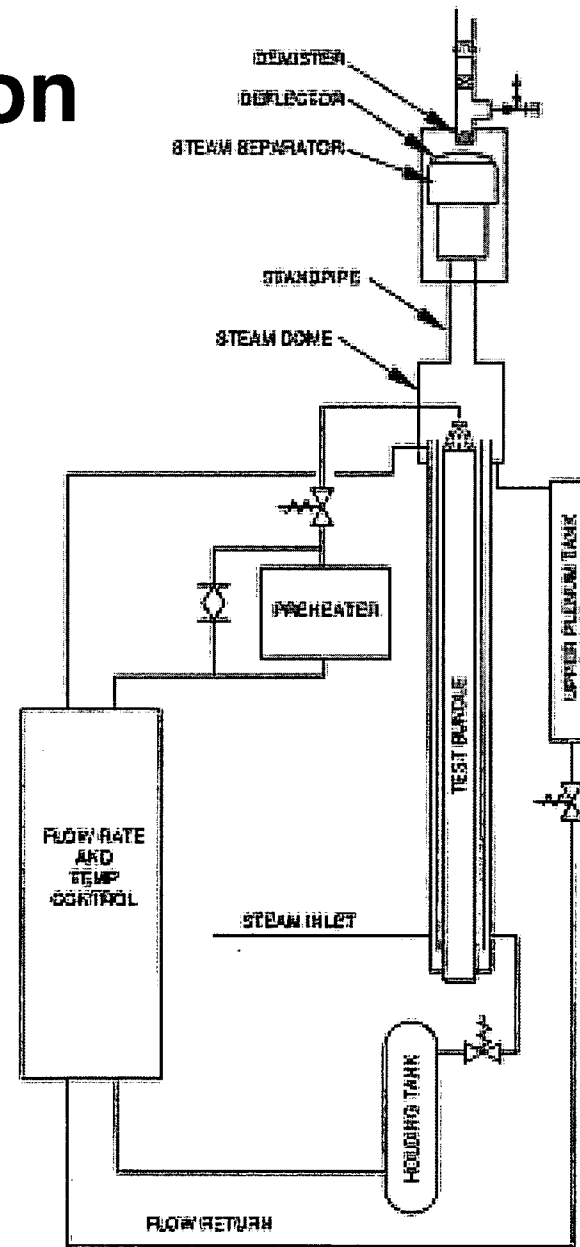 on
DEMISTER
DEFLECTOR
STEAM SEPARATOR
STANDPIPE
STEAM DOME
PREHEATER
UPPER PLENUM TANK
TEST BUNDLE
FLOW RATE
AND
TEMP
CONTROL
STEAM INLET
HOLDING TANK
FLOW RETURN